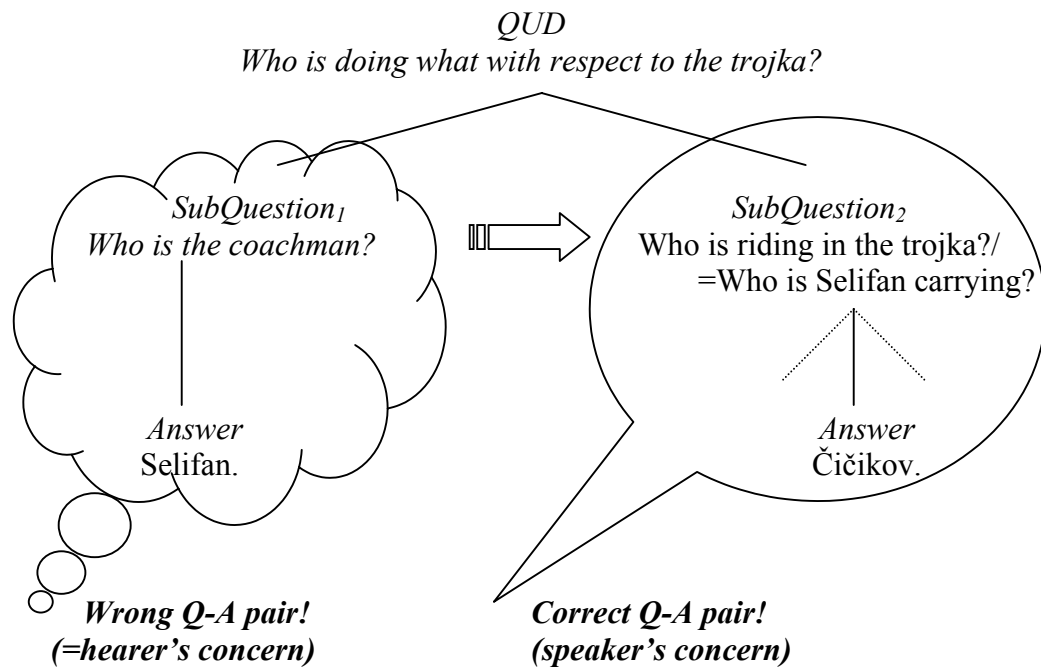 QUD
Who is doing what with respect to the trojka?
SubQuestion1
Who is the coachman?
Answer
Selifan.
SubQuestion2
Who is riding in the trojka?/
=Who is Selifan carrying?
Answer
Čičikov.
Wrong Q-A pair!
(=hearer’s concern)
Correct Q-A pair!
(speaker’s concern)